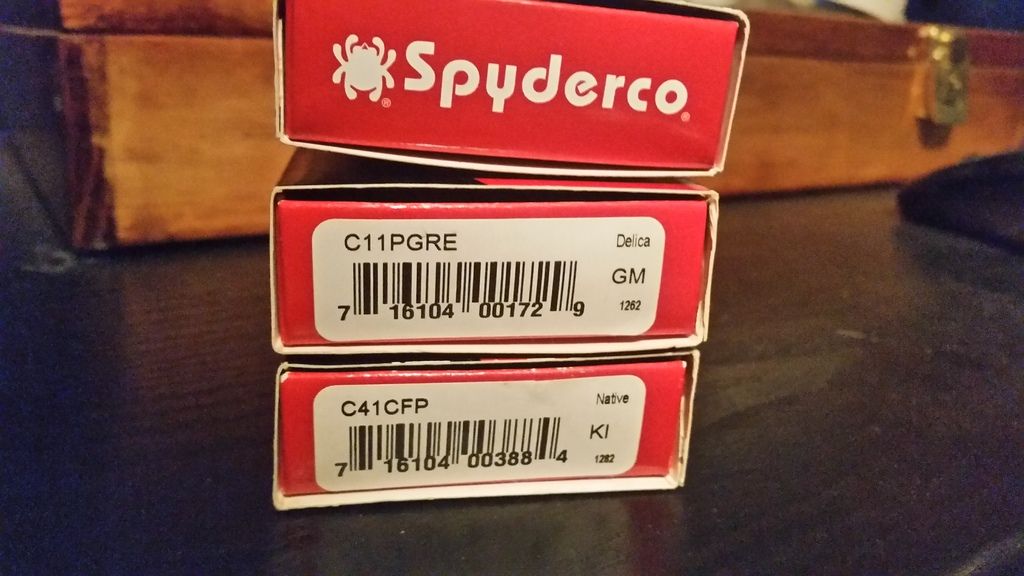 Spyderco
C11PGRE
Delica
GM
1262
7 16104 00172 9
C41CFP
Native
KI
1282
7 16104 00388 4